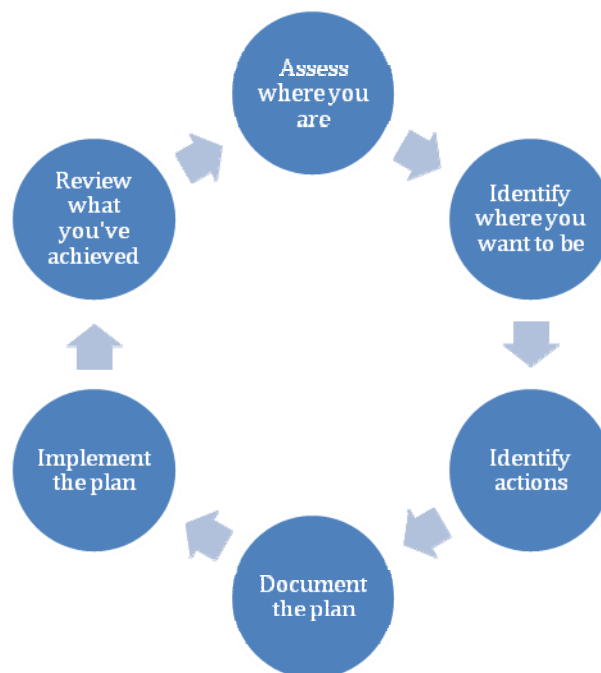 Assess
where you
are
Identify
where you
want to be
Identify
actions
Document
the plan
Implement
the plan
Review
what
you've
achieved